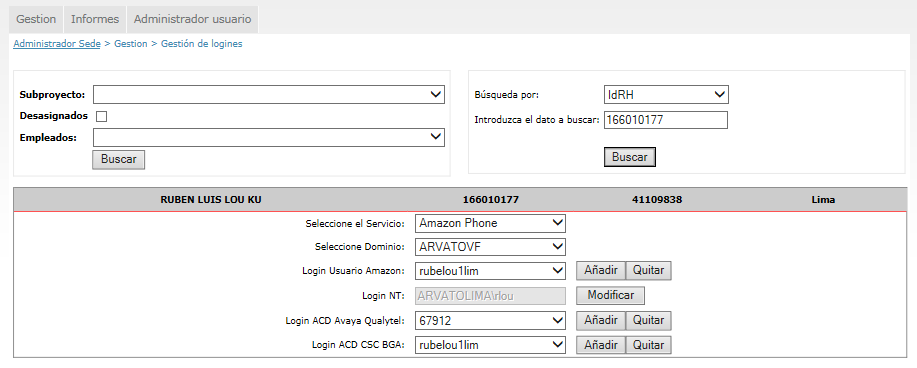 Gestion Informes Administrador usuario
Administrador Sede > Gestion > Gestión de logines
Subproyecto:
Desasignados
Empleados:
Buscar
Búsqueda por: IdRH
Introduzca el dato a buscar: 166010177
Buscar
RUBEN LUIS LOU KU 166010177 41109838 Lima
Seleccione el Servicio: Amazon Phone
Seleccione Dominio: ARVATOVF
Login Usuario Amazon: rubelou1lim Añadir Quitar
Login NT: ARVATOLIMA\rlou Modificar
Login ACD Avaya Qualytel: 67912 Añadir Quitar
Login ACD CSC BGA: rubelou1lim Añadir Quitar